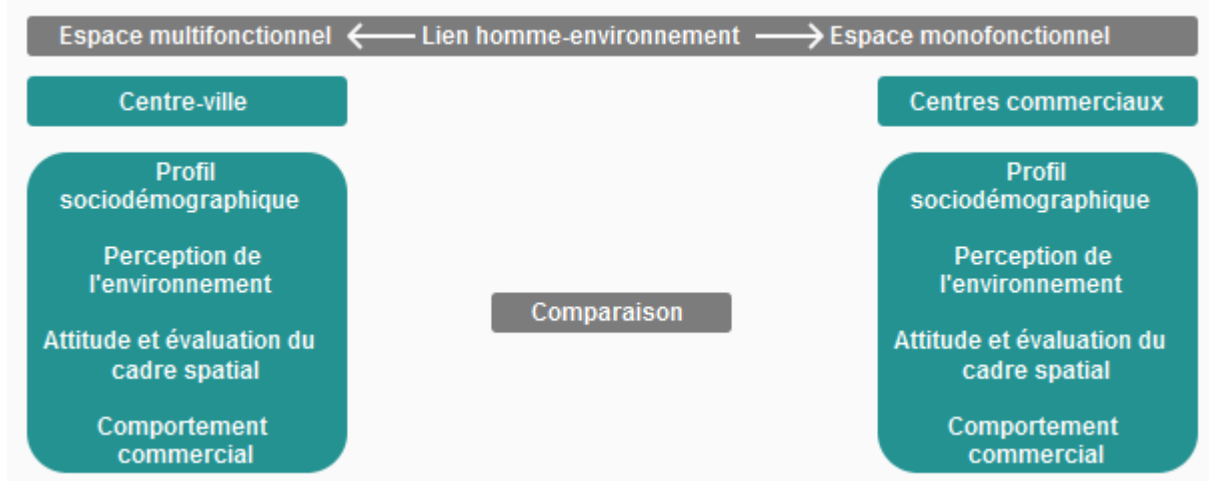 Espace multifonctionnel ⟵ Lien homme-environnement ⟶ Espace monofonctionnel
Centre-ville
Centres commerciaux
Profil
sociodémographique
Perception de
l'environnement
Attitude et évaluation du
cadre spatial
Comportement
commercial
Comparaison
Profil
sociodémographique
Perception de
l'environnement
Attitude et évaluation du
cadre spatial
Comportement
commercial